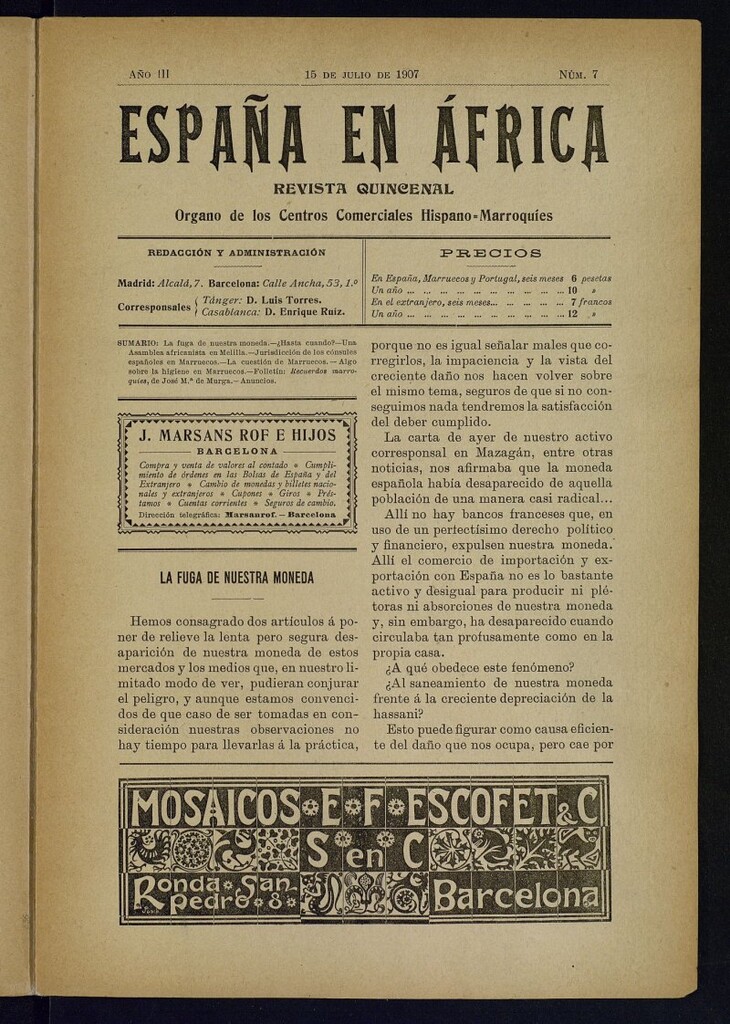 AÑO III 15 DE JULIO DE 1907 NÚM. 7
ESPAÑA EN ÁFRICA
REVISTA QUINCENAL
Organo de los Centros Comerciales Hispano=Marroquíes
REDACCIÓN Y ADMINISTRACIÓN
Madrid: Alcalá, 7. Barcelona: Calle Ancha, 53, 1.º
Corresponsales { Tánger: D. Luis Torres.
Casablanca: D. Enrique Ruiz.
PRECIOS
En España, Marruecos y Portugal, seis meses 6 pesetas
Un año ... ... ... ... ... ... ... ... ... 10 »
En el extranjero, seis meses... ... ... ... ... 7 francos
Un año ... ... ... ... ... ... ... ... ... 12 »
SUMARIO: La fuga de nuestra moneda.—¿Hasta cuando?—Una
Asamblea africanista en Melilla.—Jurisdicción de los cónsules
españoles en Marruecos.—La cuestión de Marruecos.—Algo
sobre la higiene en Marruecos.—Folletín: Recuerdos marro-
quíes, de José M.ª de Murga.—Anuncios.
J. MARSANS ROF E HIJOS
BARCELONA
Compra y venta de valores al contado * Cumpli-
miento de órdenes en las Bolsas de España y del
Extranjero * Cambio de monedas y billetes nacio-
nales y extranjeros * Cupones * Giros * Prés-
tamos * Cuentas corrientes * Seguros de cambio.
Dirección telegráfica: Marsanrof. — Barcelona
LA FUGA DE NUESTRA MONEDA
Hemos consagrado dos artículos á po-
ner de relieve la lenta pero segura des-
aparición de nuestra moneda de estos
mercados y los medios que, en nuestro li-
mitado modo de ver, pudieran conjurar
el peligro, y aunque estamos convenci-
dos de que caso de ser tomadas en con-
sideración nuestras observaciones no
hay tiempo para llevarlas á la práctica,
porque no es igual señalar males que co-
rregirlos, la impaciencia y la vista del
creciente daño nos hacen volver sobre
el mismo tema, seguros de que si no con-
seguimos nada tendremos la satisfacción
del deber cumplido.
La carta de ayer de nuestro activo
corresponsal en Mazagán, entre otras
noticias, nos afirmaba que la moneda
española había desaparecido de aquella
población de una manera casi radical...
Allí no hay bancos franceses que, en
uso de un perfectísimo derecho político
y financiero, expulsen nuestra moneda.
Allí el comercio de importación y ex-
portación con España no es lo bastante
activo y desigual para producir ni plé-
toras ni absorciones de nuestra moneda
y, sin embargo, ha desaparecido cuando
circulaba tan profusamente como en la
propia casa.
¿A qué obedece este fenómeno?
¿Al saneamiento de nuestra moneda
frente á la creciente depreciación de la
hassani?
Esto puede figurar como causa eficien-
te del daño que nos ocupa, pero cae por
MOSAICOS E F ESCOFET & C
S en C
Ronda San
pedro 8
Barcelona